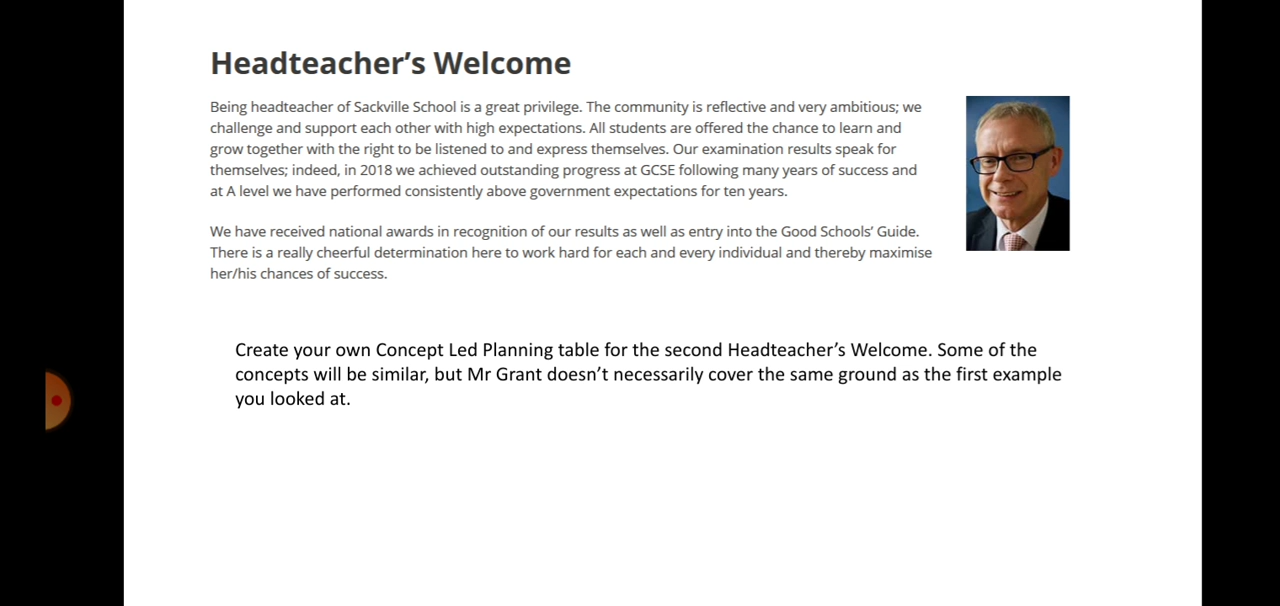 Headteacher’s Welcome
Being headteacher of Sackville School is a great privilege. The community is reflective and very ambitious; we
challenge and support each other with high expectations. All students are offered the chance to learn and
grow together with the right to be listened to and express themselves. Our examination results speak for
themselves; indeed, in 2018 we achieved outstanding progress at GCSE following many years of success and
at A level we have performed consistently above government expectations for ten years.
We have received national awards in recognition of our results as well as entry into the Good Schools’ Guide.
There is a really cheerful determination here to work hard for each and every individual and thereby maximise
her/his chances of success.
Create your own Concept Led Planning table for the second Headteacher’s Welcome. Some of the
concepts will be similar, but Mr Grant doesn’t necessarily cover the same ground as the first example
you looked at.